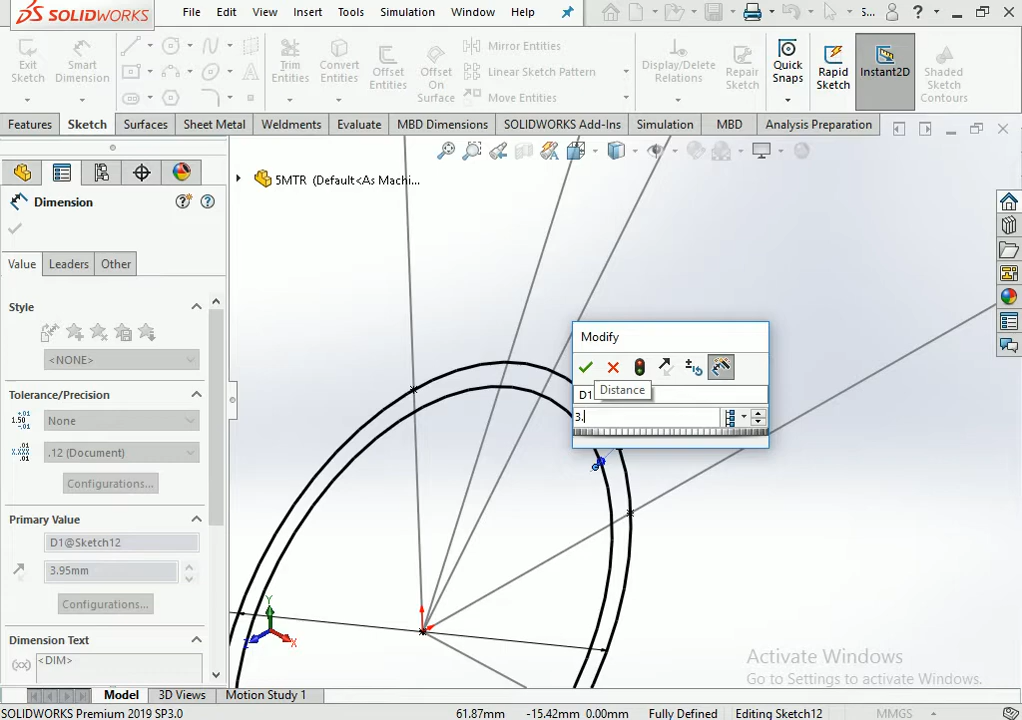 SOLIDWORKS File Edit View Insert Tools Simulation Window Help S...
Exit Sketch
Smart Dimension
Trim Entities
Convert Entities
Offset Entities
Offset On Surface
Mirror Entities
Linear Sketch Pattern
Move Entities
Display/Delete Relations
Repair Sketch
Quick Snaps
Rapid Sketch
Instant2D
Shaded Sketch Contours
Features Sketch Surfaces Sheet Metal Weldments Evaluate MBD Dimensions SOLIDWORKS Add-Ins Simulation MBD Analysis Preparation
5MTR (Default<As Machi...
Dimension
Value Leaders Other
Style
<NONE>
Tolerance/Precision
None
.12 (Document)
Configurations...
Primary Value
D1@Sketch12
3.95mm
Configurations...
Dimension Text
<DIM>
Modify
Distance
D1
3.
Y
X
Z
Activate Windows
Go to Settings to activate Windows.
Model 3D Views Motion Study 1
SOLIDWORKS Premium 2019 SP3.0 61.87mm -15.42mm 0.00mm Fully Defined Editing Sketch12 MMGS